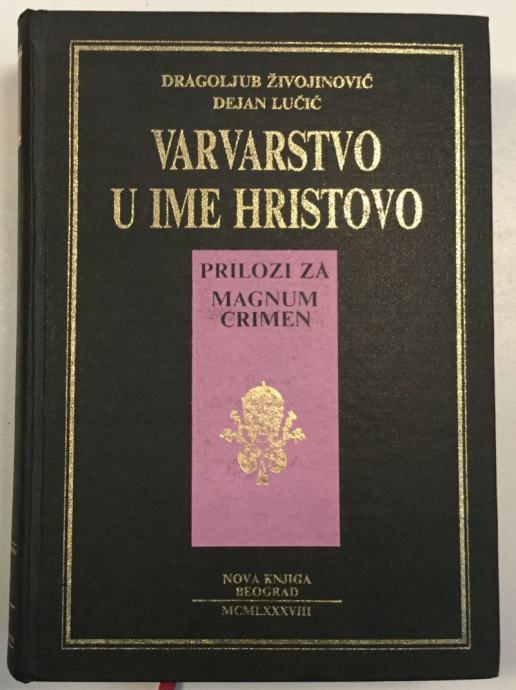 DRAGOLJUB ŽIVOJINOVIĆ
DEJAN LUČIĆ
VARVARSTVO
U IME HRISTOVO
PRILOZI ZA
MAGNUM
CRIMEN
NOVA KNJIGA
BEOGRAD
MCMLXXXVIII